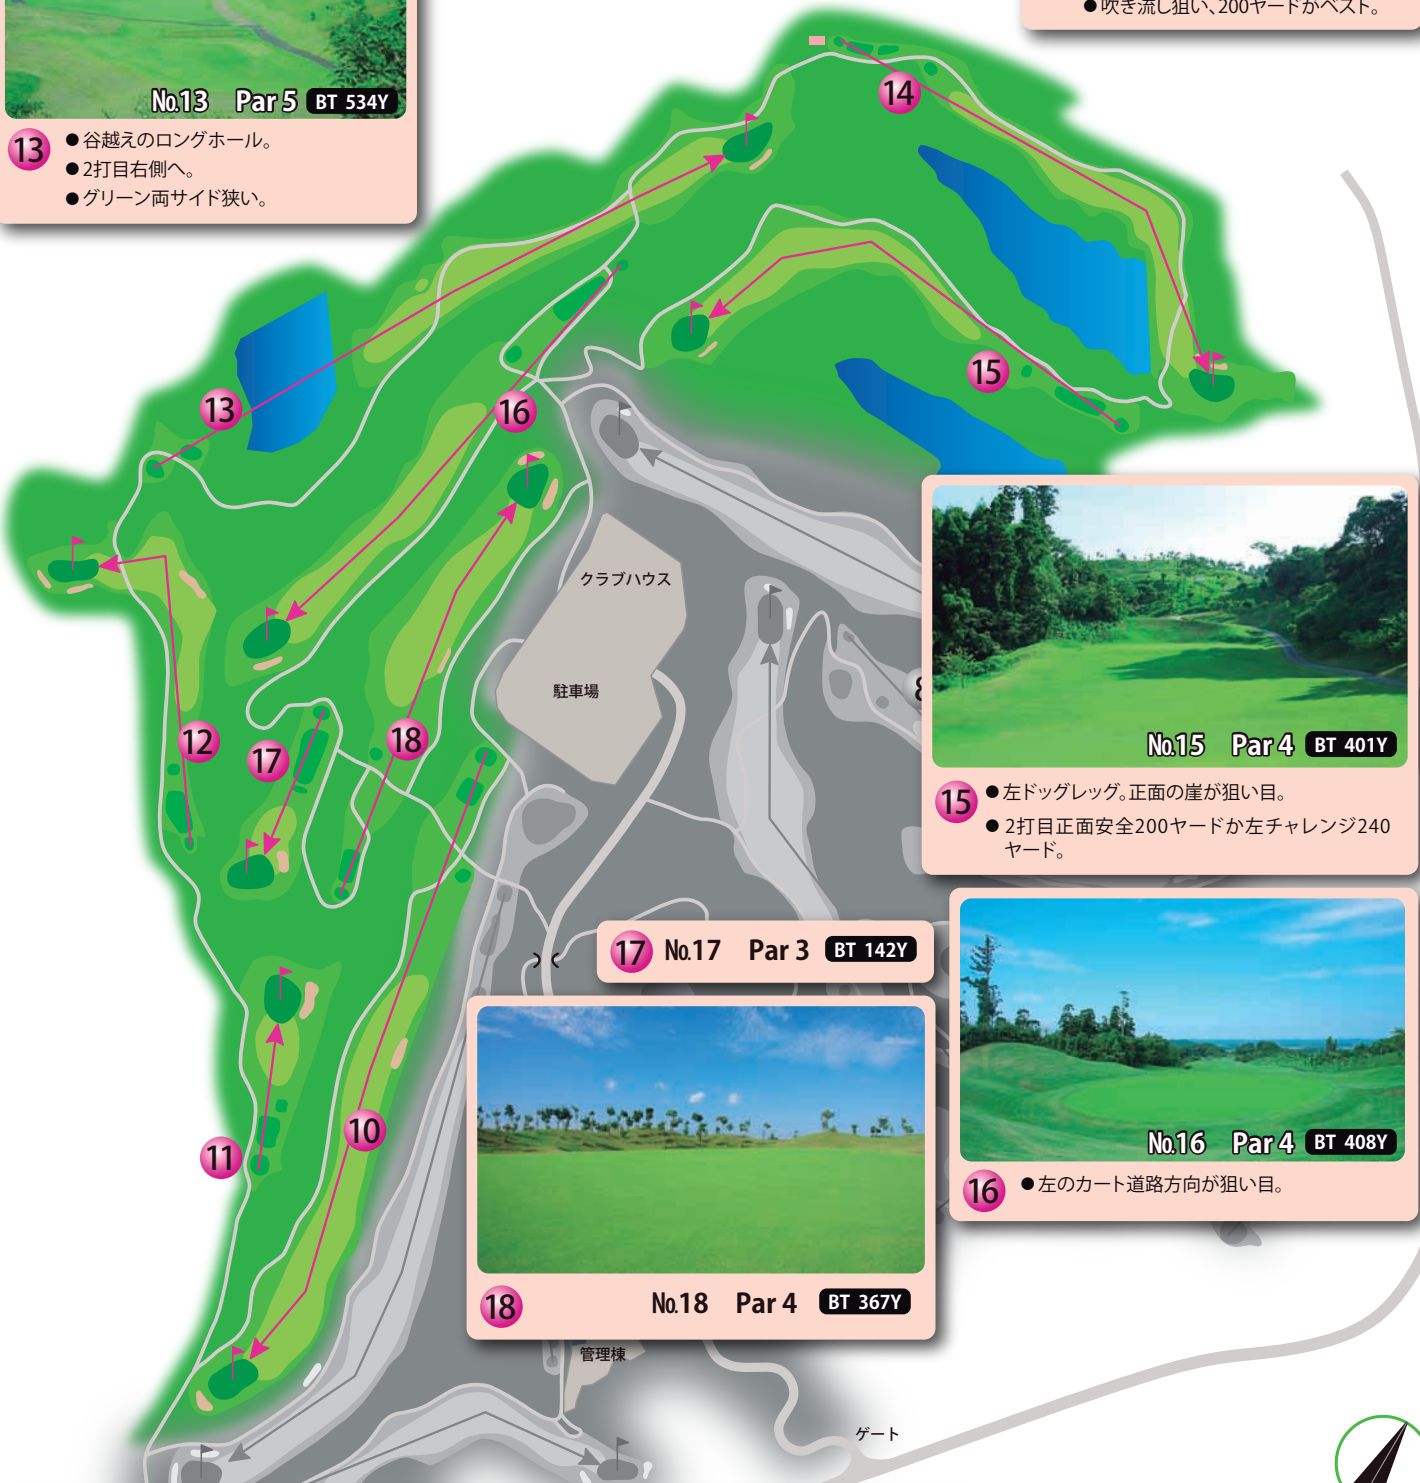 ●吹き流し狙い、200ヤードがベスト。
No.13 Par 5 BT 534Y
13
●谷越えのロングホール。
●2打目右側へ。
●グリーン両サイド狭い。
14
15
13
16
クラブハウス
駐車場
8
12
17
18
No.15 Par 4 BT 401Y
15
●左ドッグレッグ。正面の崖が狙い目。
●2打目正面安全200ヤードか左チャレンジ240
ヤード。
17 No.17 Par 3 BT 142Y
10
11
No.16 Par 4 BT 408Y
16
●左のカート道路方向が狙い目。
18 No.18 Par 4 BT 367Y
管理棟
ゲート